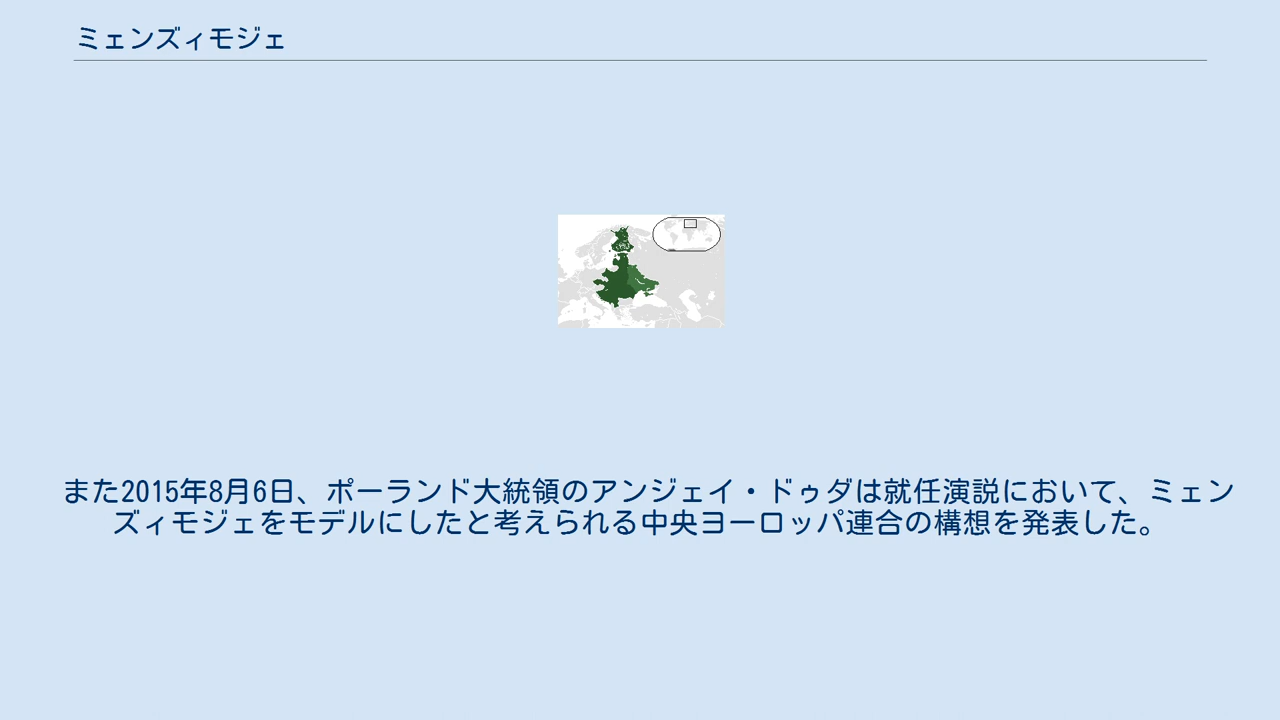 ミェンズィモジェ
また2015年8月6日、ポーランド大統領のアンジェイ・ドゥダは就任演説において、ミェン
ズィモジェをモデルにしたと考えられる中央ヨーロッパ連合の構想を発表した。